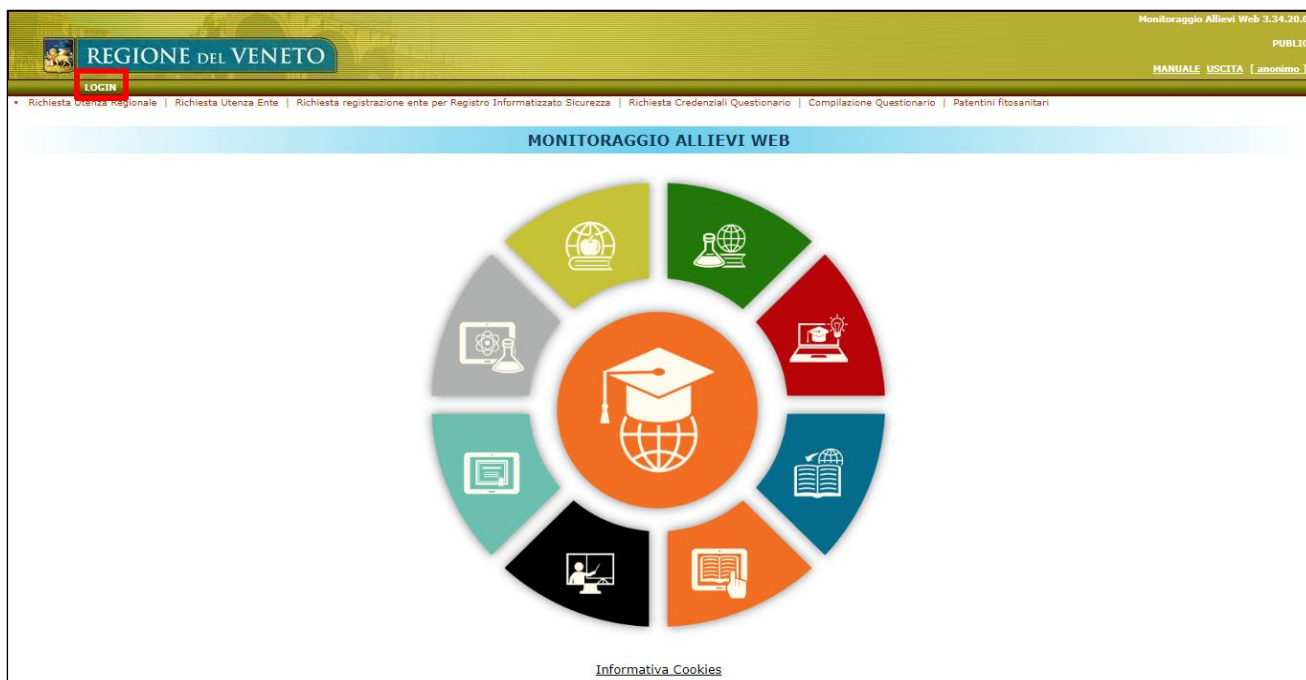 Monitoraggio Allievi Web 3.34.20.
PUBLIC
REGIONE DEL VENETO
MANUALE USCITA [ anonimo ]
LOGIN
• Richiesta Utenza Regionale | Richiesta Utenza Ente | Richiesta registrazione ente per Registro Informatizzato Sicurezza | Richiesta Credenziali Questionario | Compilazione Questionario | Patentini fitosanitari
MONITORAGGIO ALLIEVI WEB
Informativa Cookies